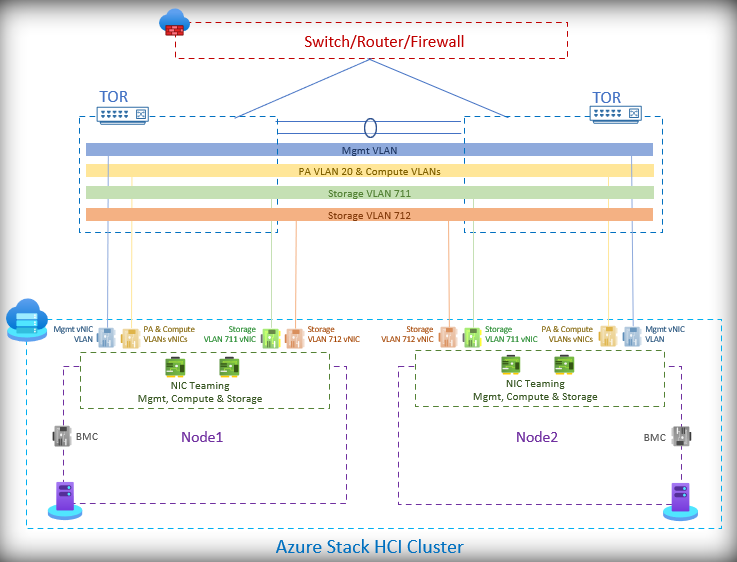 Switch/Router/Firewall
TOR
TOR
Mgmt VLAN
PA VLAN 20 & Compute VLANs
Storage VLAN 711
Storage VLAN 712
Mgmt vNIC
VLAN
PA & Compute
VLANs vNICs
Storage
VLAN 711 vNIC
Storage
VLAN 712 vNIC
Storage
VLAN 712 vNIC
Storage
VLAN 711 vNIC
PA & Compute
VLANs vNICs
Mgmt vNIC
VLAN
NIC Teaming
Mgmt, Compute & Storage
NIC Teaming
Mgmt, Compute & Storage
BMC
Node1
Node2
BMC
Azure Stack HCI Cluster